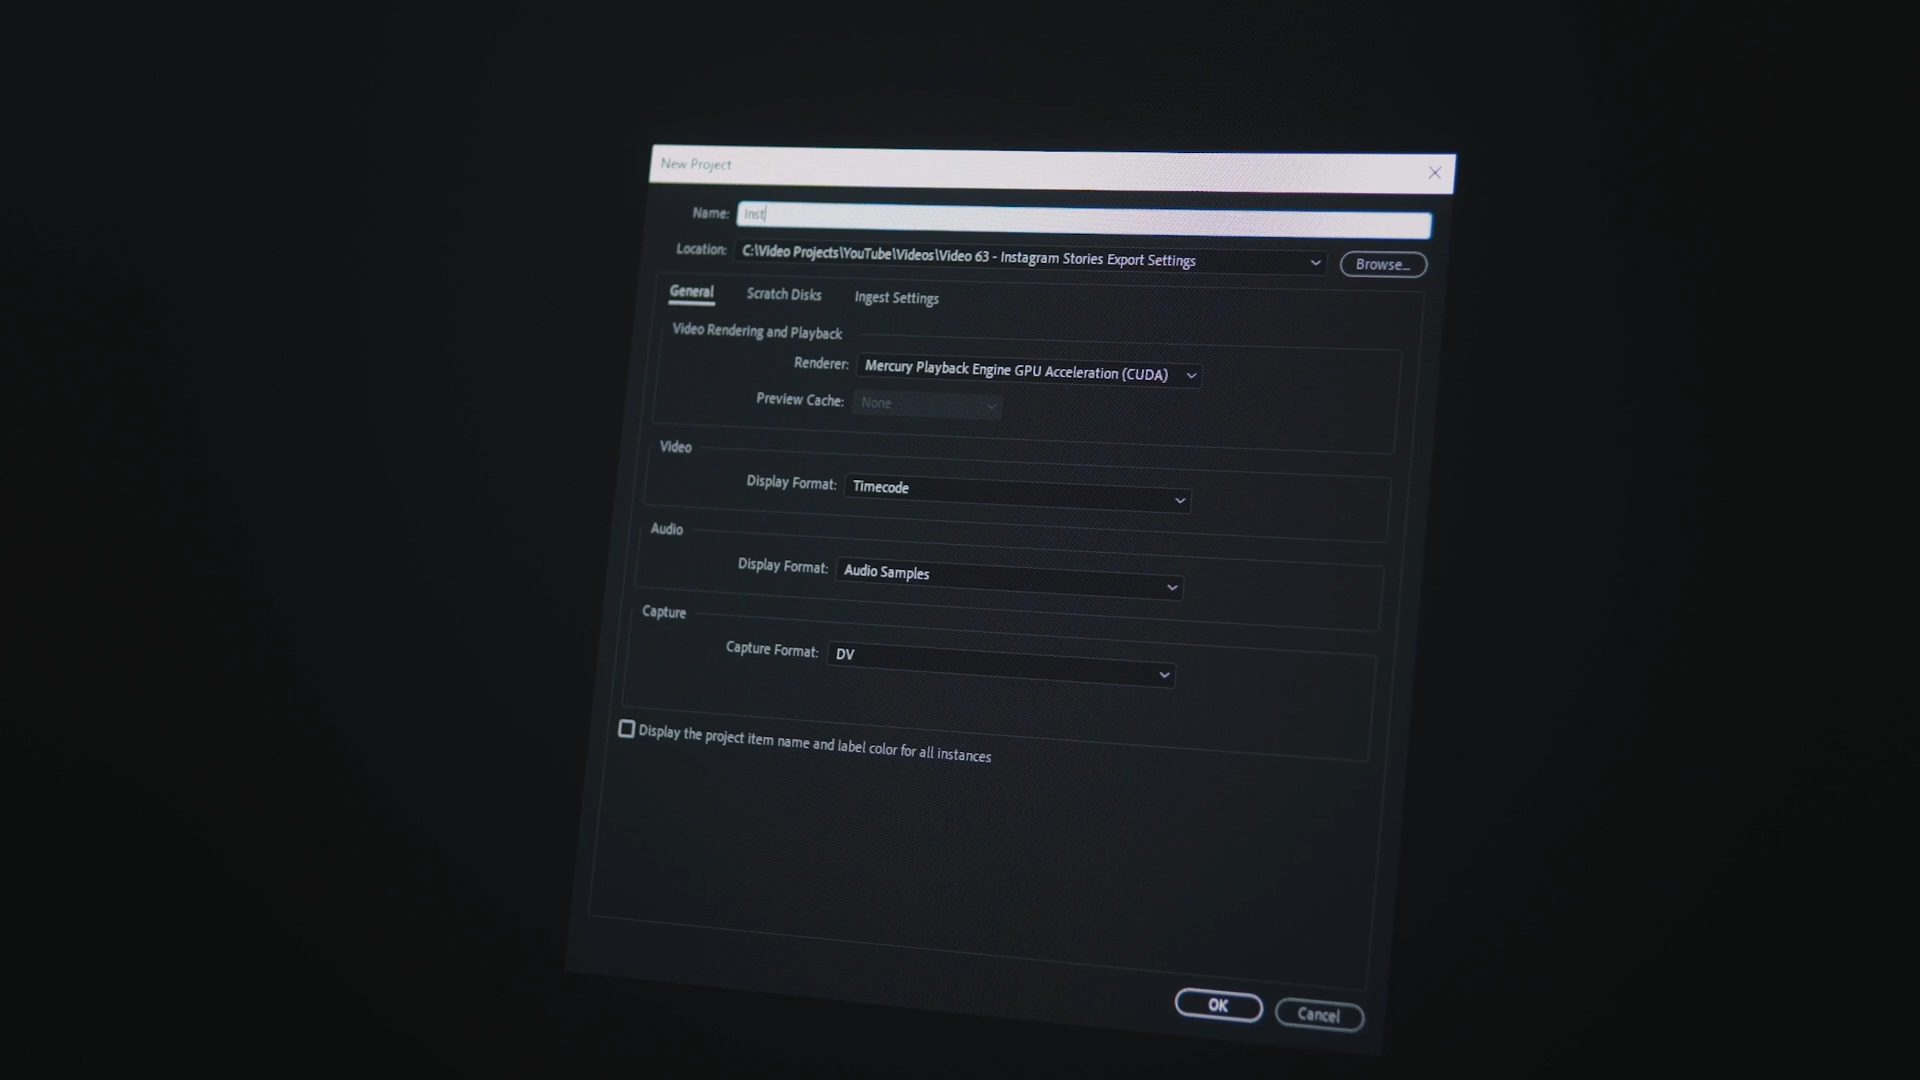 New Project
Name: Inst
Location: C:\Video Projects\YouTube\Videos\Video 63 - Instagram Stories Export Settings Browse...
General Scratch Disks Ingest Settings
Video Rendering and Playback
Renderer: Mercury Playback Engine GPU Acceleration (CUDA)
Preview Cache: None
Video
Display Format: Timecode
Audio
Display Format: Audio Samples
Capture
Capture Format: DV
Display the project item name and label color for all instances
OK Cancel